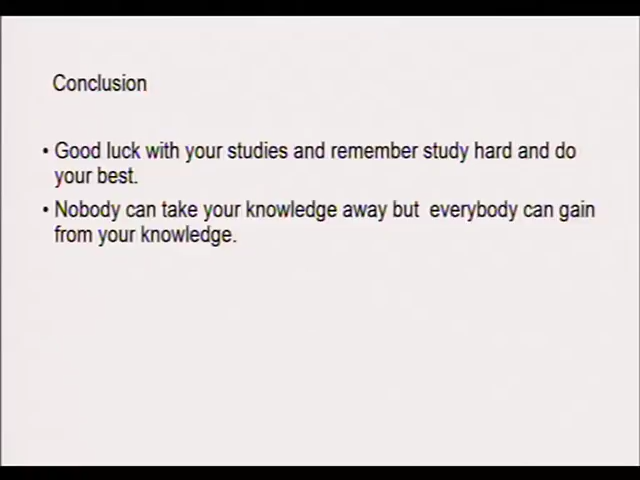 Conclusion
• Good luck with your studies and remember study hard and do
your best.
• Nobody can take your knowledge away but  everybody can gain
from your knowledge.